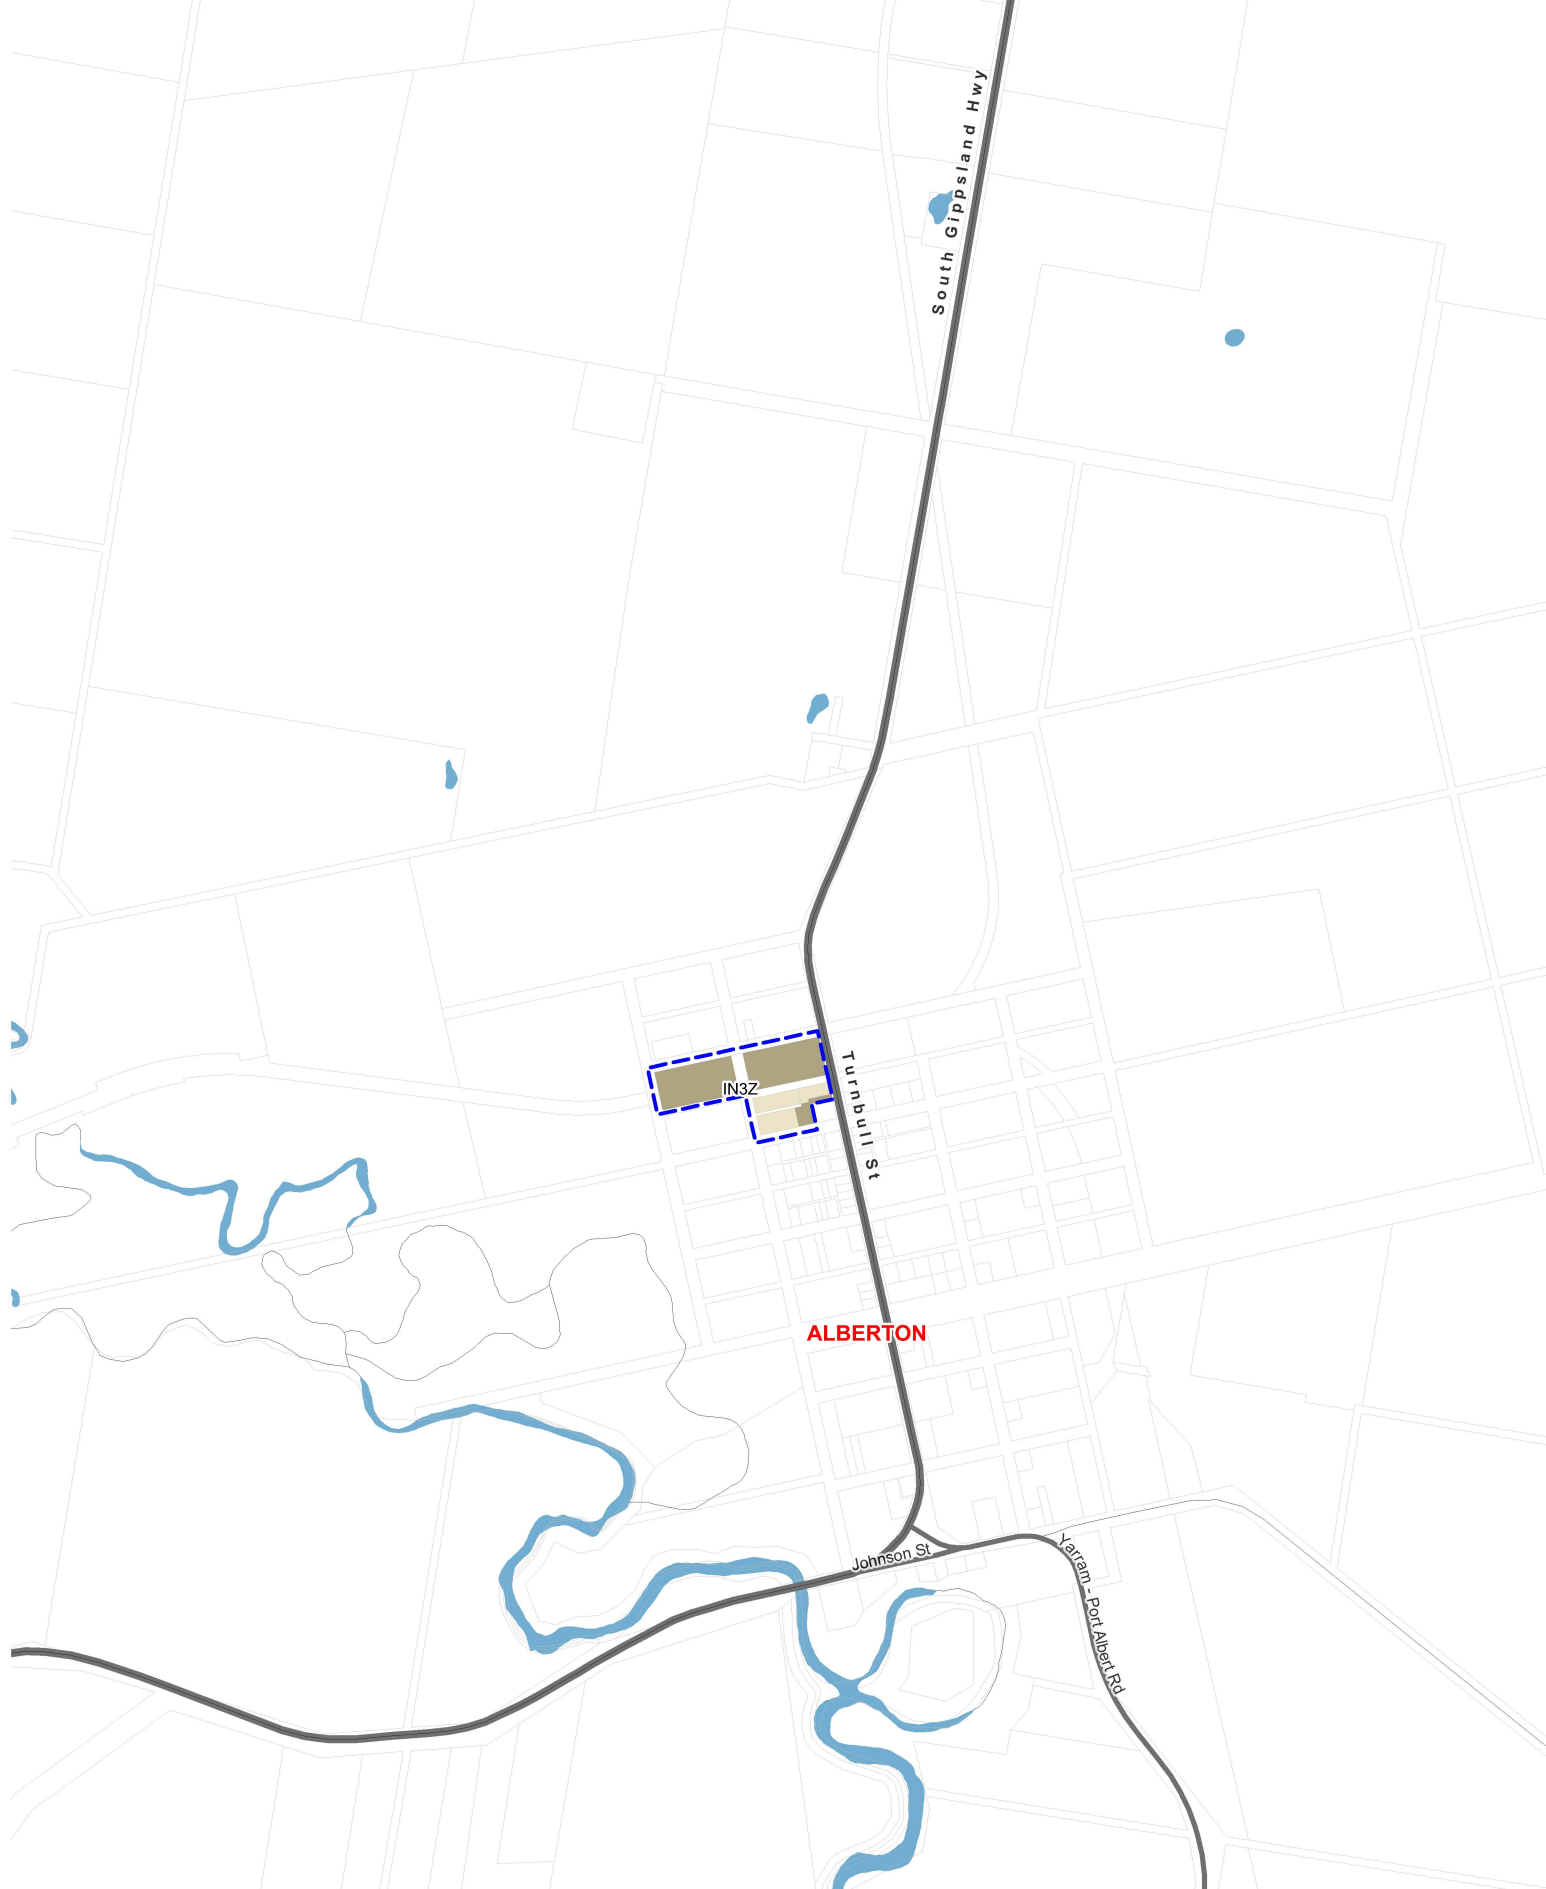 South Gippsland Hwy
IN3Z
Turnbull St
ALBERTON
Johnson St
Yarram - Port Albert Rd